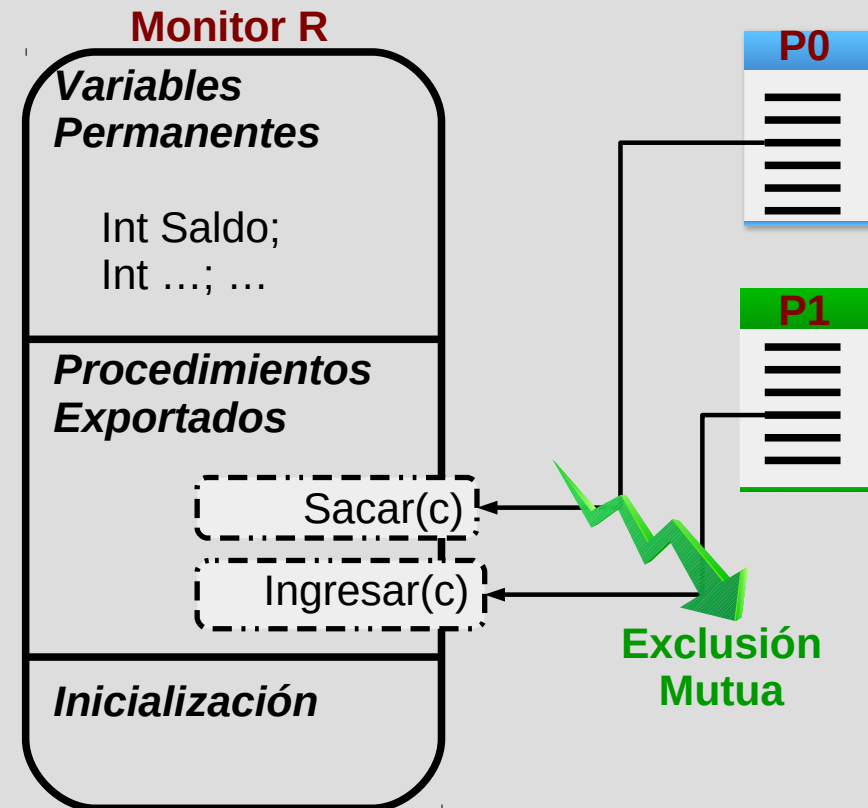 Monitor R
Variables
Permanentes
Int Saldo;
Int …; …
Procedimientos
Exportados
Sacar(c)
Ingresar(c)
Inicialización
P0
P1
Exclusión
Mutua